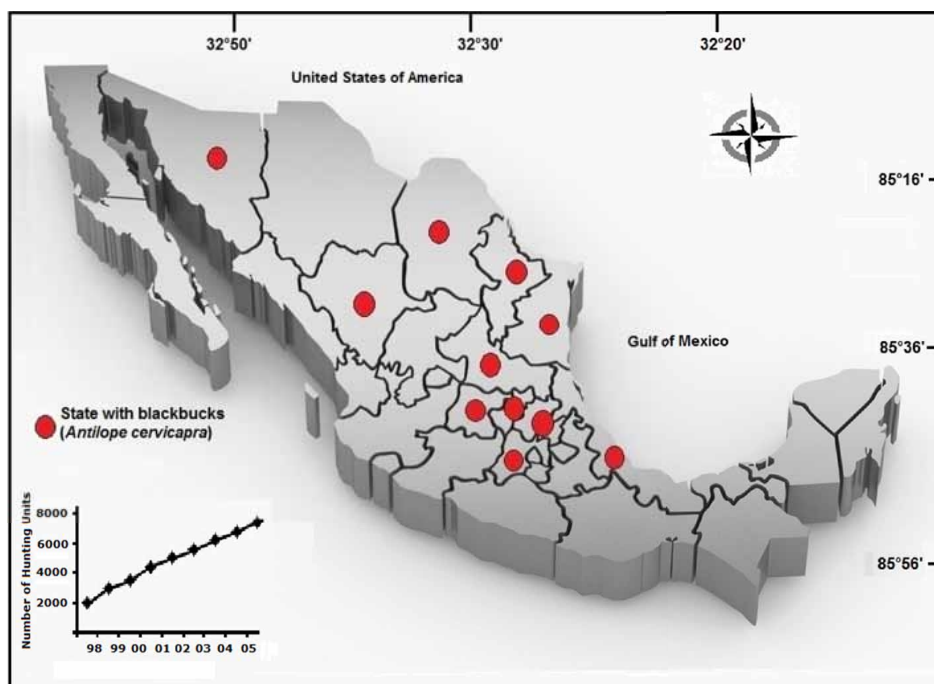 32°50' 32°30' 32°20'
United States of America
85°16'
Gulf of Mexico
85°36'
State with blackbucks
(Antilope cervicapra)
85°56'
Number of Hunting Units
8000
6000
4000
2000
98 99 00 01 02 03 04 05